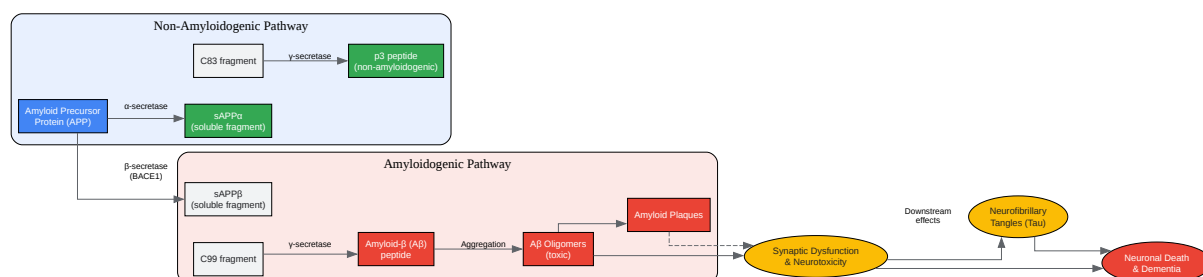 Non-Amyloidogenic Pathway
C83 fragment
γ-secretase
p3 peptide
(non-amyloidogenic)
Amyloid Precursor
Protein (APP)
α-secretase
sAPPα
(soluble fragment)
β-secretase
(BACE1)
Amyloidogenic Pathway
sAPPβ
(soluble fragment)
C99 fragment
γ-secretase
Amyloid-β (Aβ)
peptide
Aggregation
Aβ Oligomers
(toxic)
Amyloid Plaques
Synaptic Dysfunction
& Neurotoxicity
Downstream
effects
Neurofibrillary
Tangles (Tau)
Neuronal Death
& Dementia